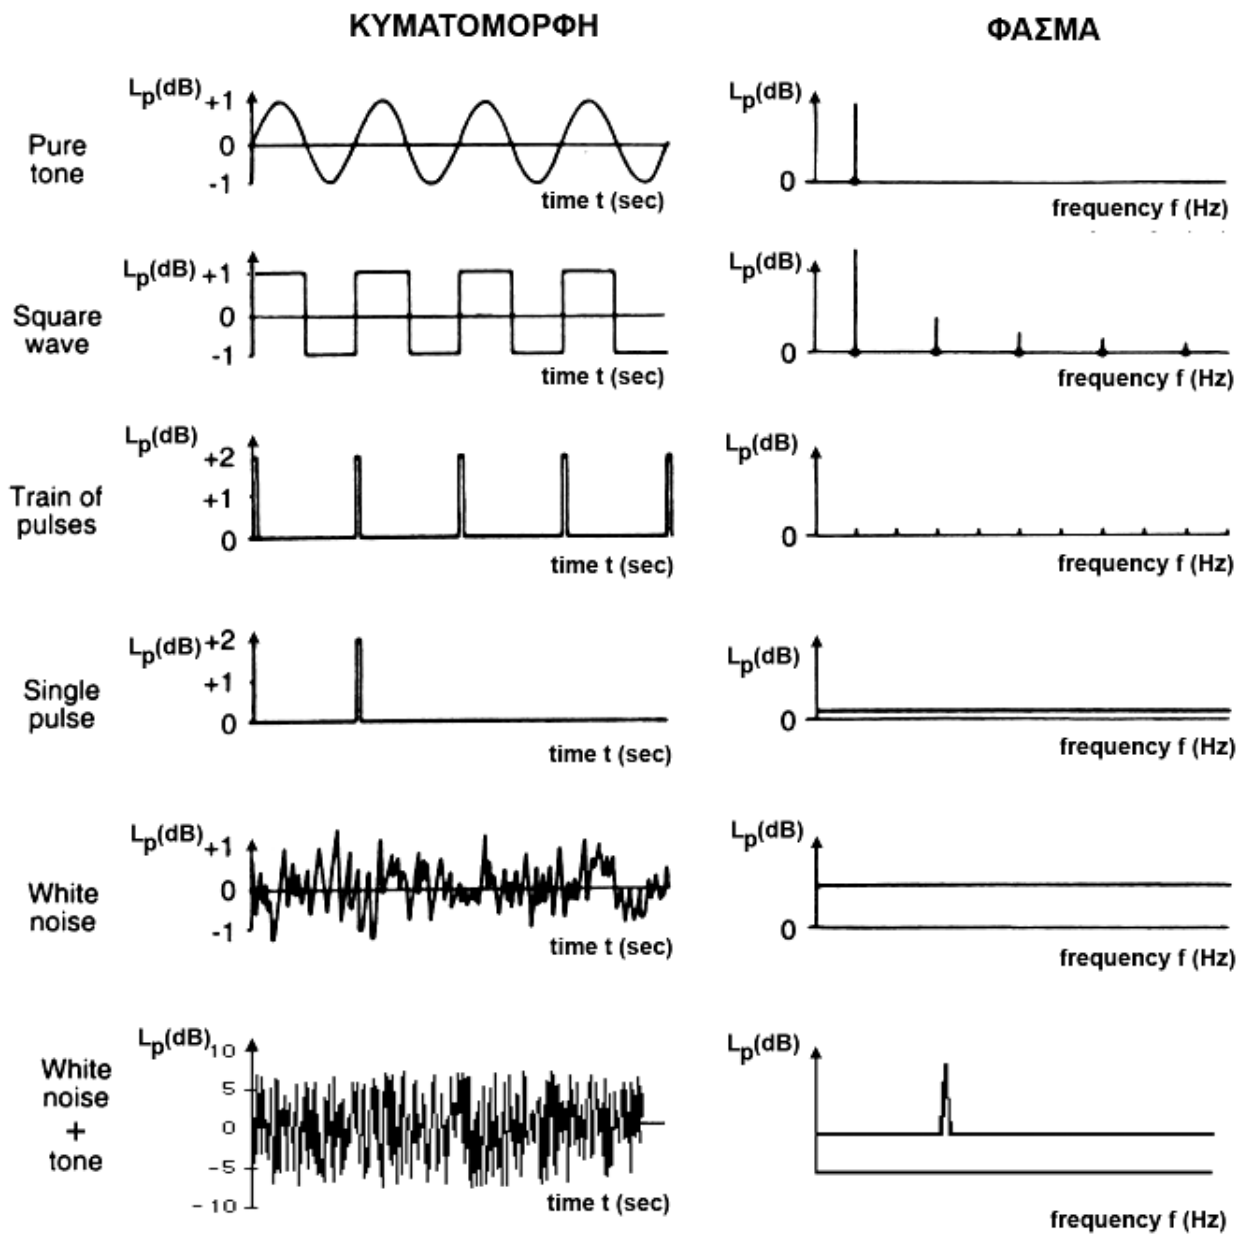 ΚΥΜΑΤΟΜΟΡΦΗ ΦΑΣΜΑ
Lp(dB) +1
0
-1
Pure
tone
time t (sec)
Lp(dB)
0
frequency f (Hz)
Lp(dB) +1
0
-1
Square
wave
time t (sec)
Lp(dB)
0
frequency f (Hz)
Lp(dB)
+2
+1
0
Train of
pulses
time t (sec)
Lp(dB)
0
frequency f (Hz)
Lp(dB) +2
+1
0
Single
pulse
time t (sec)
Lp(dB)
0
frequency f (Hz)
Lp(dB) +1
0
-1
White
noise
time t (sec)
Lp(dB)
0
frequency f (Hz)
Lp(dB) 10
5
0
-5
-10
White
noise
+
tone
time t (sec)
Lp(dB)
frequency f (Hz)